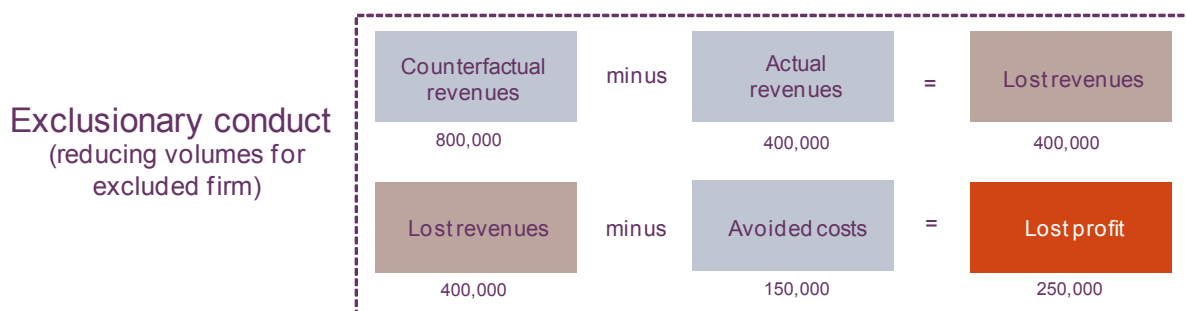 Exclusionary conduct
(reducing volumes for
excluded firm)
Counterfactual
revenues
minus
Actual
revenues
=
Lost revenues
800,000
400,000
400,000
Lost revenues
minus
Avoided costs
=
Lost profit
400,000
150,000
250,000